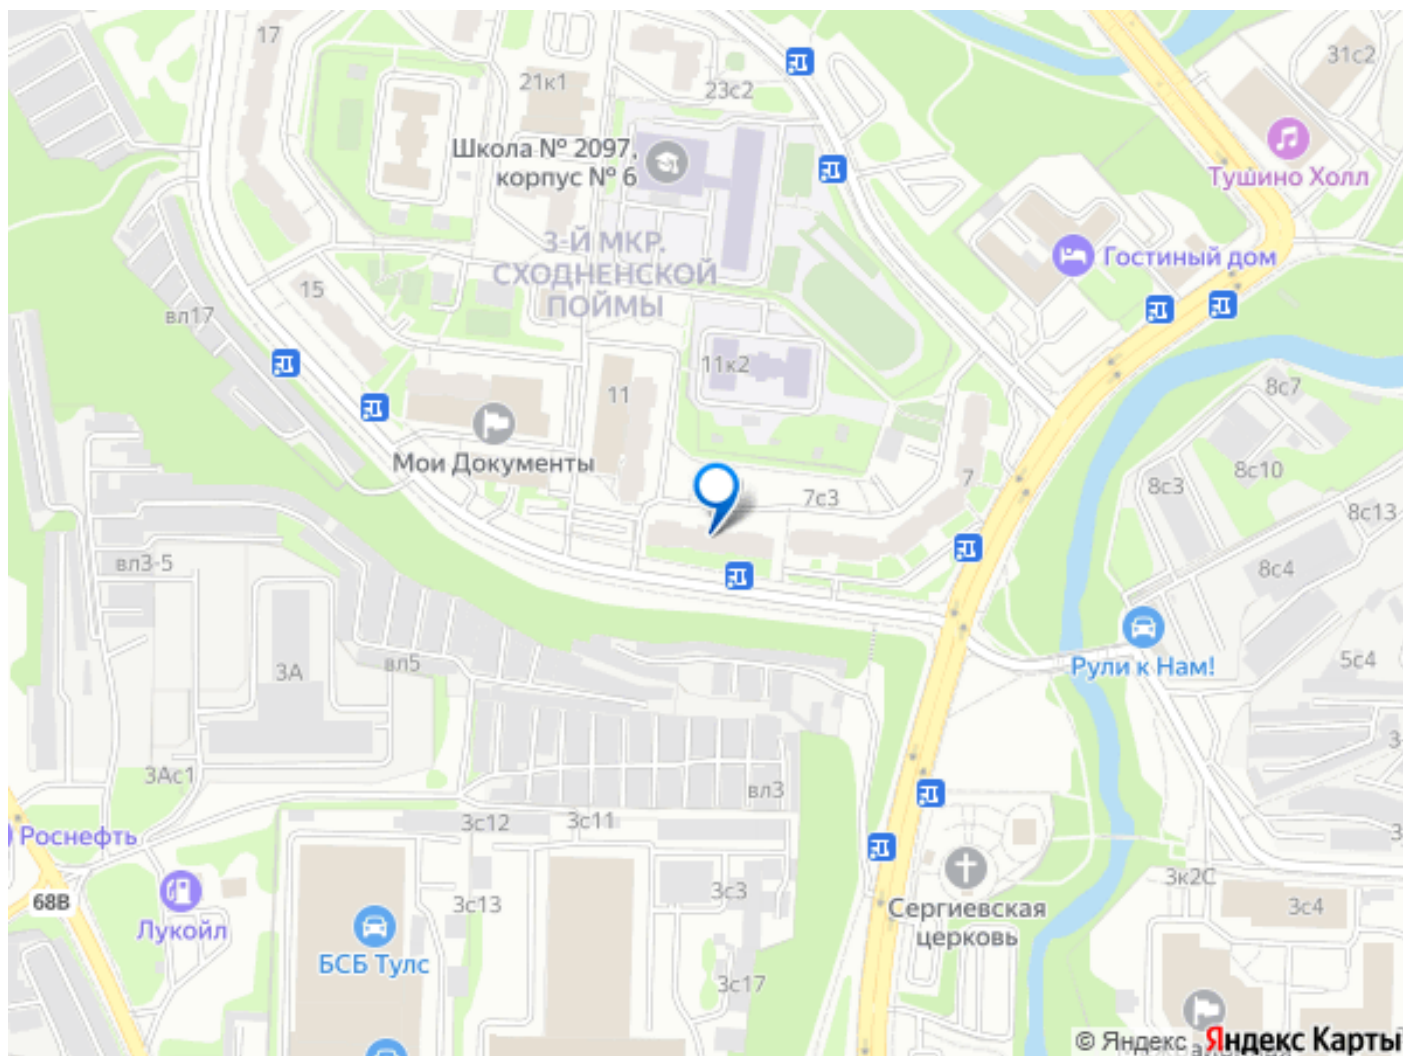 17
31с2
21к1
23с2
Школа № 2097,
корпус № 6
Тушино Холл
3-Й МКР.
СХОДНЕНСКОЙ
ПОЙМЫ
Гостиный дом
15
вл17
11к2
11
8с7
Мои Документы
7
8с10
7с3
8с3
8с13
вл3-5
8с4
3А
вл5
Рули к Нам!
5с4
3Ас1
вл3
Роснефть
3с12
3с11
68В
3с3
3к2С
Лукойл
3с13
Сергиевская
церковь
3с4
БСБ Тулс
3с17
© Яндекс Яндекс Карты